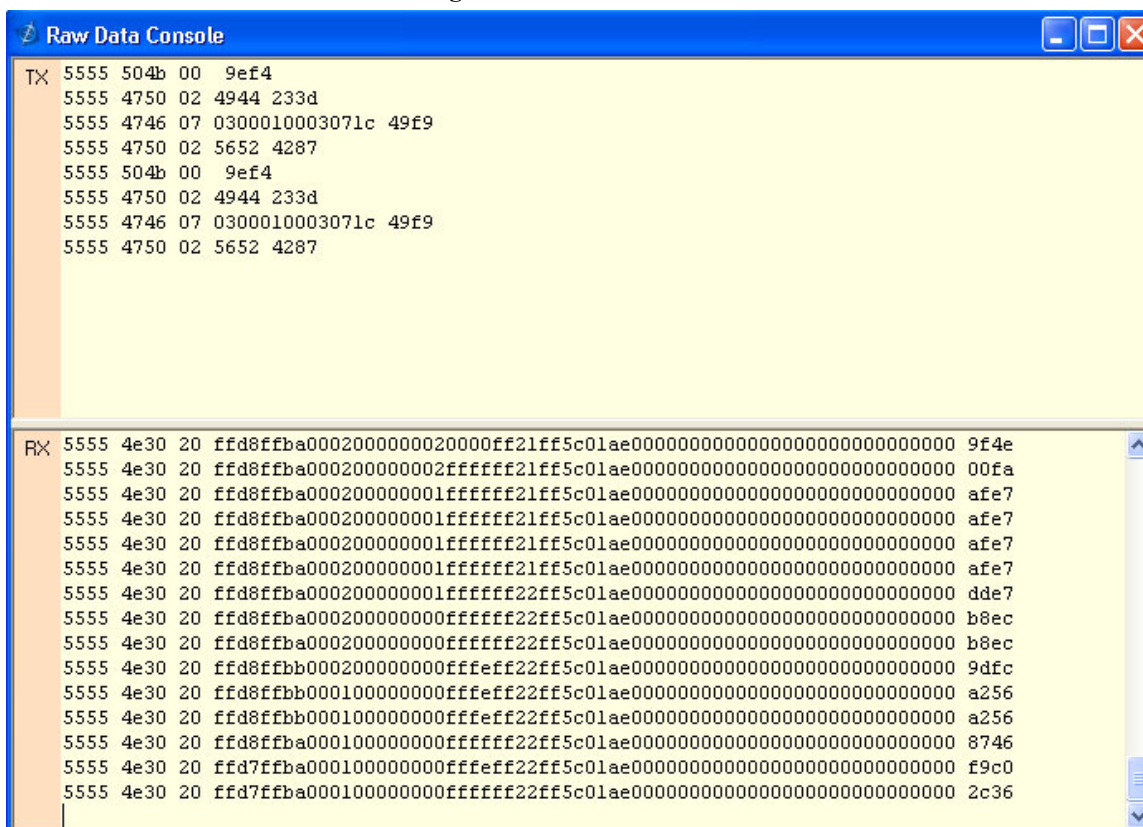 Raw Data Console
TX 5555 504b 00  9ef4
5555 4750 02 4944 233d
5555 4746 07 0300010003071c 49f9
5555 4750 02 5652 4287
5555 504b 00  9ef4
5555 4750 02 4944 233d
5555 4746 07 0300010003071c 49f9
5555 4750 02 5652 4287
RX 5555 4e30 20 ffd8ffba0002000000020000ff21ff5c01ae0000000000000000000000000000 9f4e
5555 4e30 20 ffd8ffba000200000002ffffff21ff5c01ae0000000000000000000000000000 00fa
5555 4e30 20 ffd8ffba000200000001ffffff21ff5c01ae0000000000000000000000000000 afe7
5555 4e30 20 ffd8ffba000200000001ffffff21ff5c01ae0000000000000000000000000000 afe7
5555 4e30 20 ffd8ffba000200000001ffffff21ff5c01ae0000000000000000000000000000 afe7
5555 4e30 20 ffd8ffba000200000001ffffff21ff5c01ae0000000000000000000000000000 afe7
5555 4e30 20 ffd8ffba000200000001ffffff22ff5c01ae0000000000000000000000000000 dde7
5555 4e30 20 ffd8ffba000200000000ffffff22ff5c01ae0000000000000000000000000000 b8ec
5555 4e30 20 ffd8ffba000200000000ffffff22ff5c01ae0000000000000000000000000000 b8ec
5555 4e30 20 ffd8ffbb000200000000fffeff22ff5c01ae0000000000000000000000000000 9dfc
5555 4e30 20 ffd8ffbb000100000000fffeff22ff5c01ae0000000000000000000000000000 a256
5555 4e30 20 ffd8ffbb000100000000fffeff22ff5c01ae0000000000000000000000000000 a256
5555 4e30 20 ffd8ffba000100000000ffffff22ff5c01ae0000000000000000000000000000 8746
5555 4e30 20 ffd7ffba000100000000fffeff22ff5c01ae0000000000000000000000000000 f9c0
5555 4e30 20 ffd7ffba000100000000ffffff22ff5c01ae0000000000000000000000000000 2c36